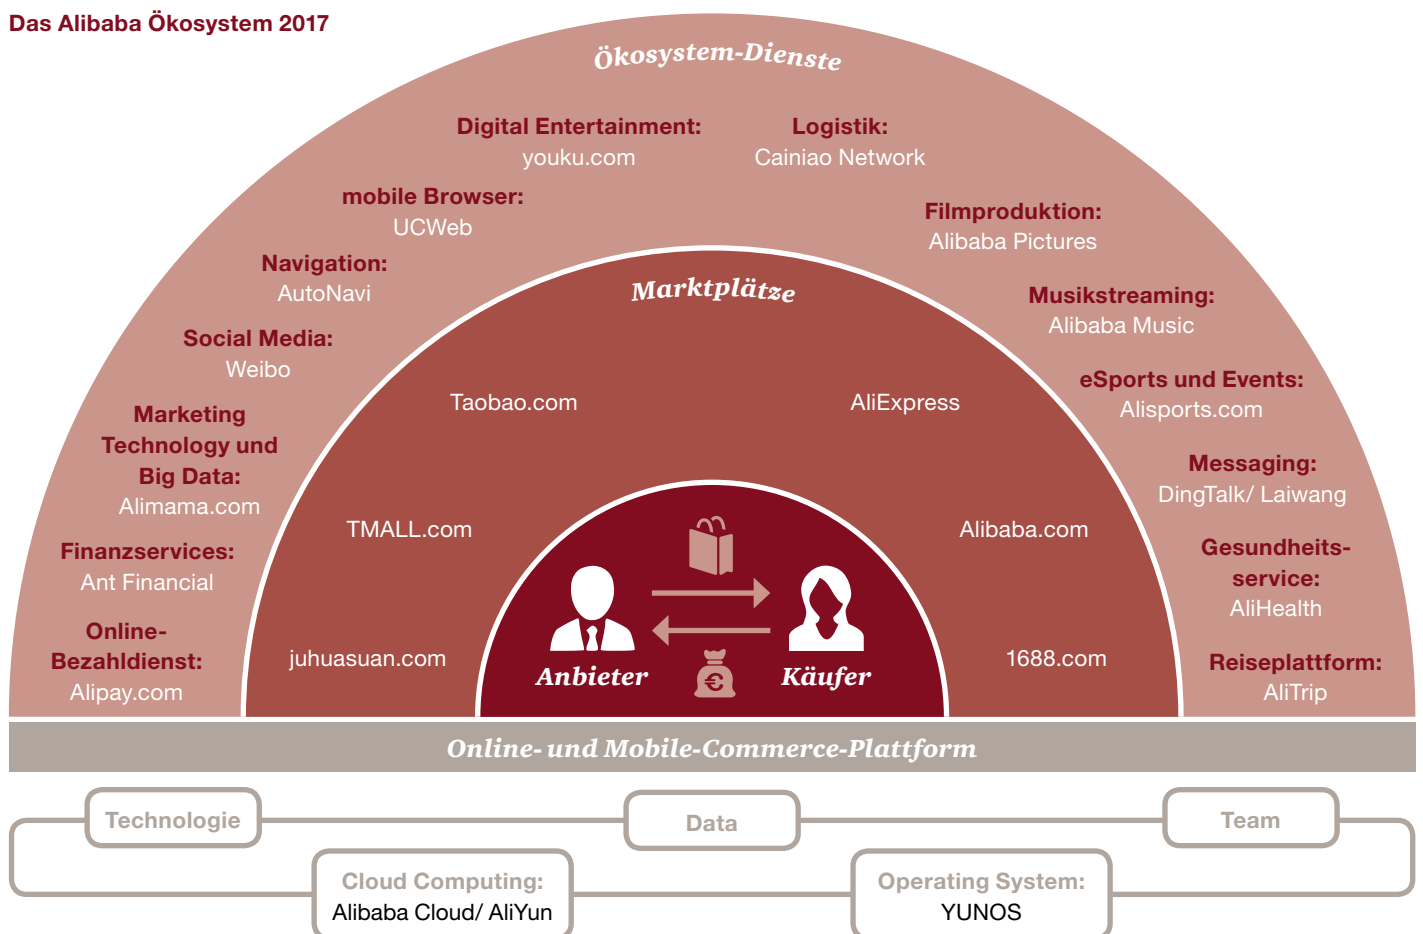 Das Alibaba Ökosystem 2017
Ökosystem-Dienste
Digital Entertainment:
youku.com
Logistik:
Cainiao Network
mobile Browser:
UCWeb
Filmproduktion:
Alibaba Pictures
Navigation:
AutoNavi
Musikstreaming:
Alibaba Music
Social Media:
Weibo
eSports und Events:
Alisports.com
Marketing
Technology und
Big Data:
Alimama.com
Messaging:
DingTalk/ Laiwang
Finanzservices:
Ant Financial
Gesundheits-
service:
AliHealth
Online-
Bezahldienst:
Alipay.com
Reiseplattform:
AliTrip
Marktplätze
Taobao.com
AliExpress
TMALL.com
Alibaba.com
juhuasuan.com
1688.com
Anbieter
€
Käufer
Online- und Mobile-Commerce-Plattform
Technologie
Data
Team
Cloud Computing:
Alibaba Cloud/ AliYun
Operating System:
YUNOS